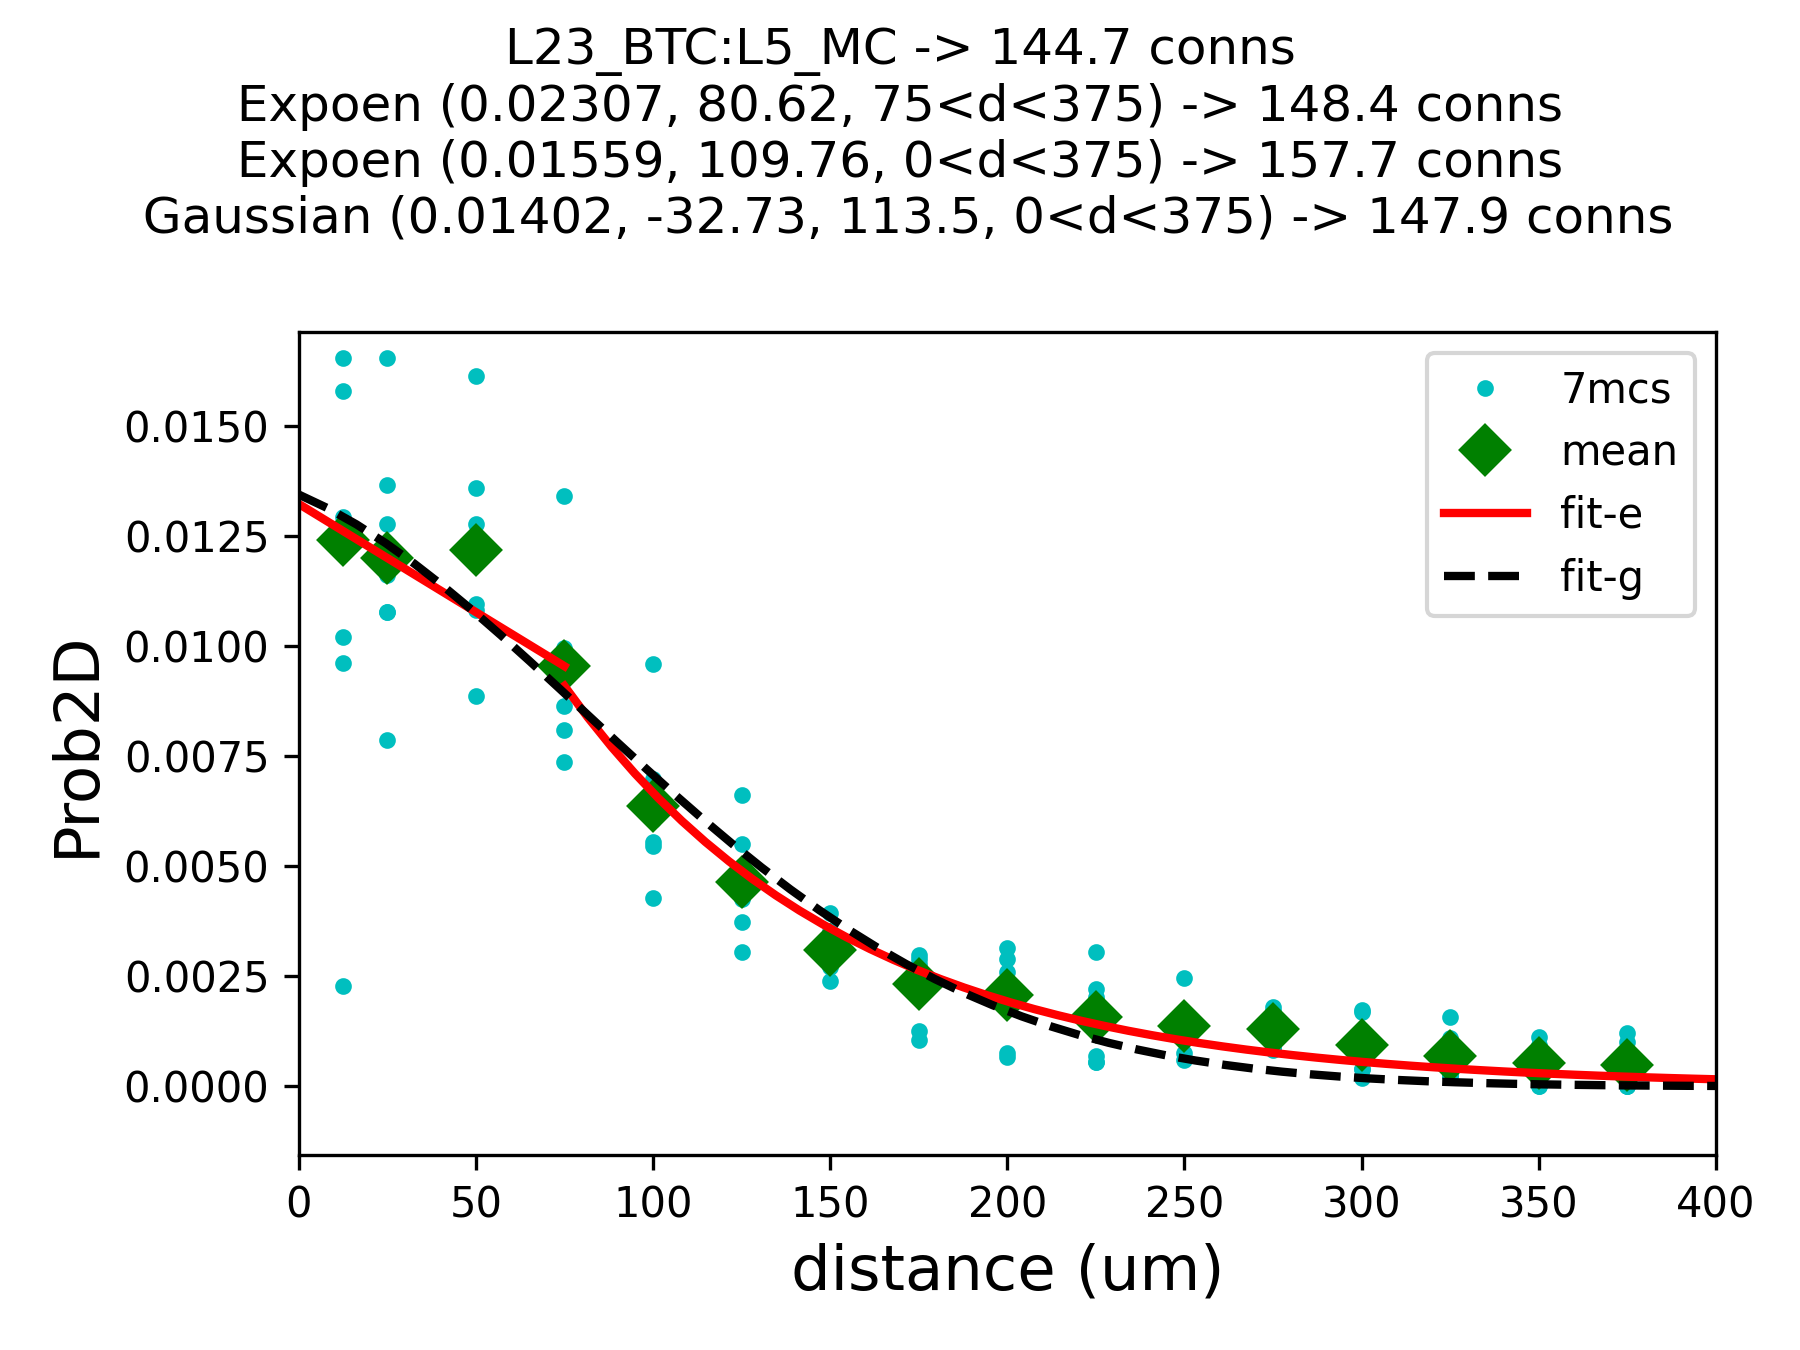 L23_BTC:L5_MC -> 144.7 conns
Expoen (0.02307, 80.62, 75<d<375) -> 148.4 conns
Expoen (0.01559, 109.76, 0<d<375) -> 157.7 conns
Gaussian (0.01402, -32.73, 113.5, 0<d<375) -> 147.9 conns
7mcs
mean
fit-e
fit-g
Prob2D
0.0150
0.0125
0.0100
0.0075
0.0050
0.0025
0.0000
0 50 100 150 200 250 300 350 400
distance (um)